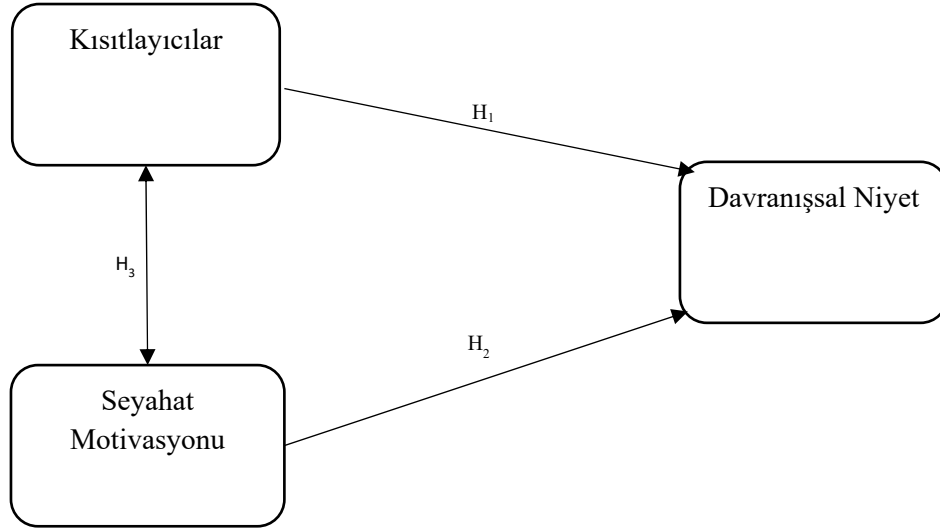 Kısıtlayıcılar
H₁
Davranışsal Niyet
H₃
H₂
Seyahat
Motivasyonu